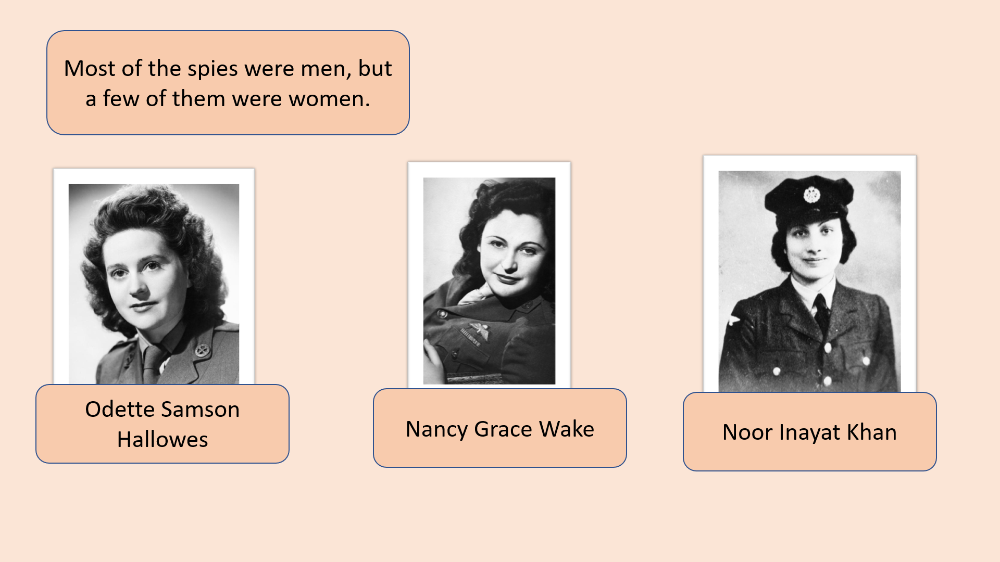 Most of the spies were men, but
a few of them were women.
Odette Samson
Hallowes
Nancy Grace Wake
Noor Inayat Khan